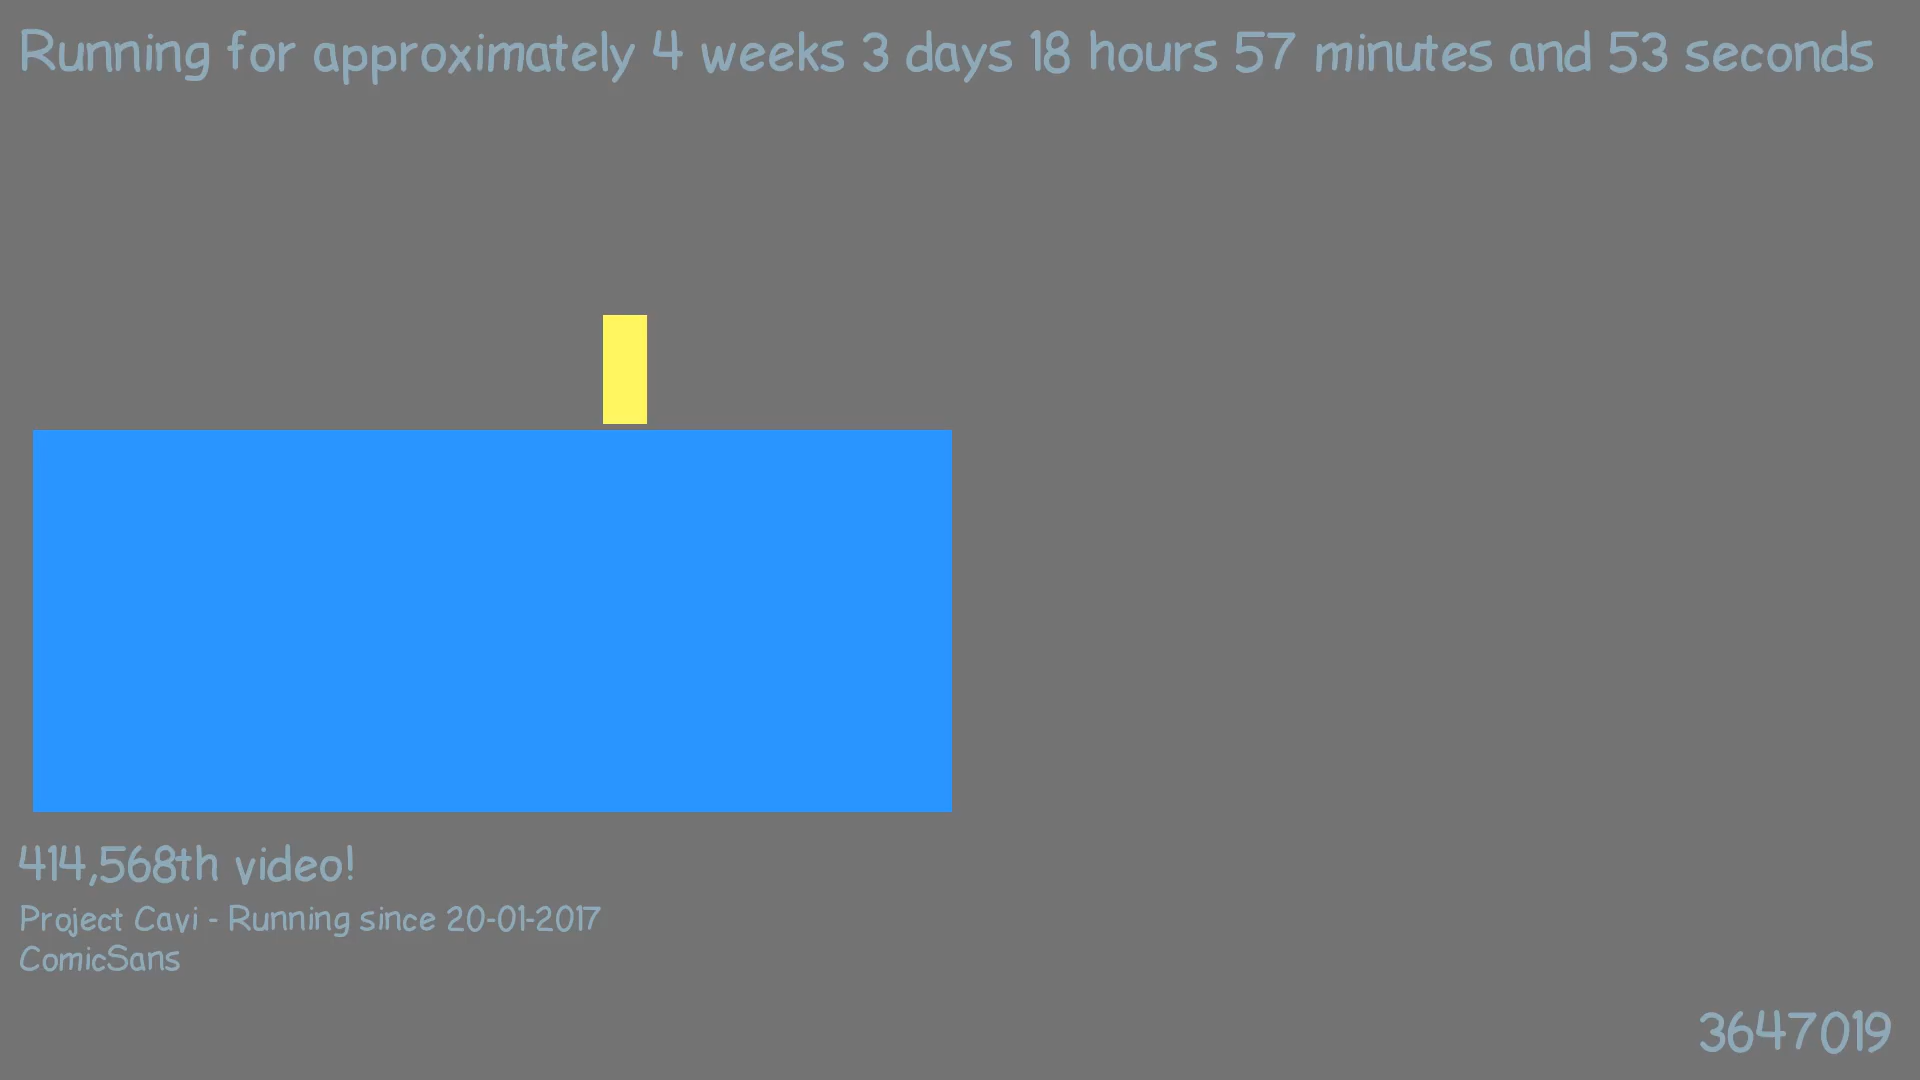 Running for approximately 4 weeks 3 days 18 hours 57 minutes and 53 seconds
414,568th video!
Project Cavi - Running since 20-01-2017
ComicSans
3647019